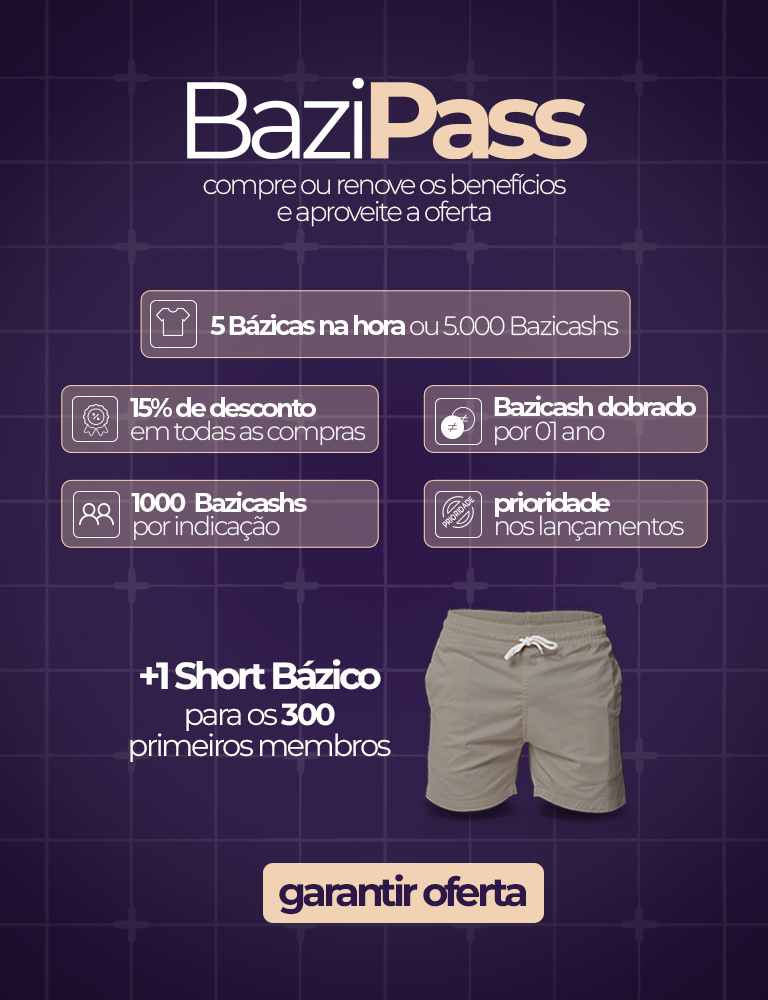 BaziPass
compre ou renove os benefícios
e aproveite a oferta
5 Bázicas na hora ou 5.000 Bazicashs
15% de desconto
em todas as compras
Bazicash dobrado
por 01 ano
1000 Bazicashs
por indicação
PRIORIDADE
prioridade
nos lançamentos
+1 Short Bázico
para os 300
primeiros membros
garantir oferta